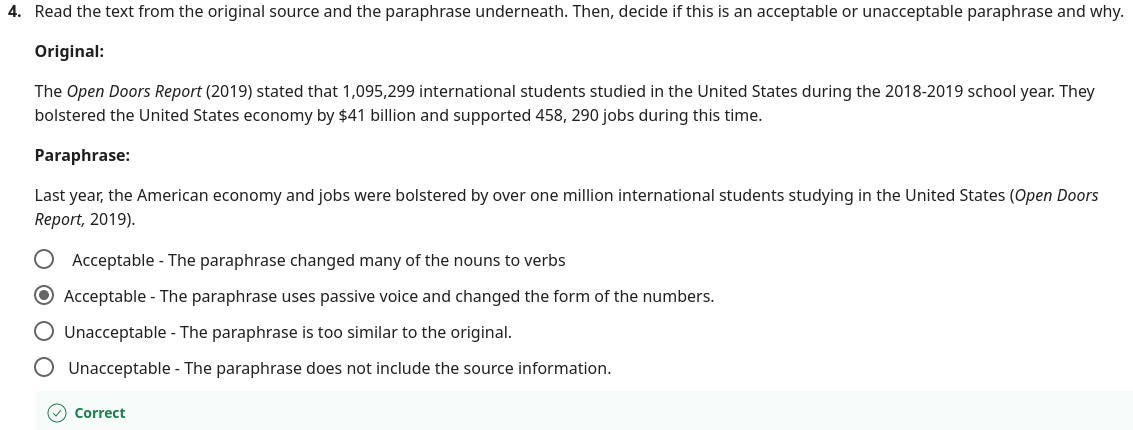 4. Read the text from the original source and the paraphrase underneath. Then, decide if this is an acceptable or unacceptable paraphrase and why.
Original:
The Open Doors Report (2019) stated that 1,095,299 international students studied in the United States during the 2018-2019 school year. They
bolstered the United States economy by $41 billion and supported 458, 290 jobs during this time.
Paraphrase:
Last year, the American economy and jobs were bolstered by over one million international students studying in the United States (Open Doors
Report, 2019).
Acceptable - The paraphrase changed many of the nouns to verbs
Acceptable - The paraphrase uses passive voice and changed the form of the numbers.
Unacceptable - The paraphrase is too similar to the original.
Unacceptable - The paraphrase does not include the source information.
Correct